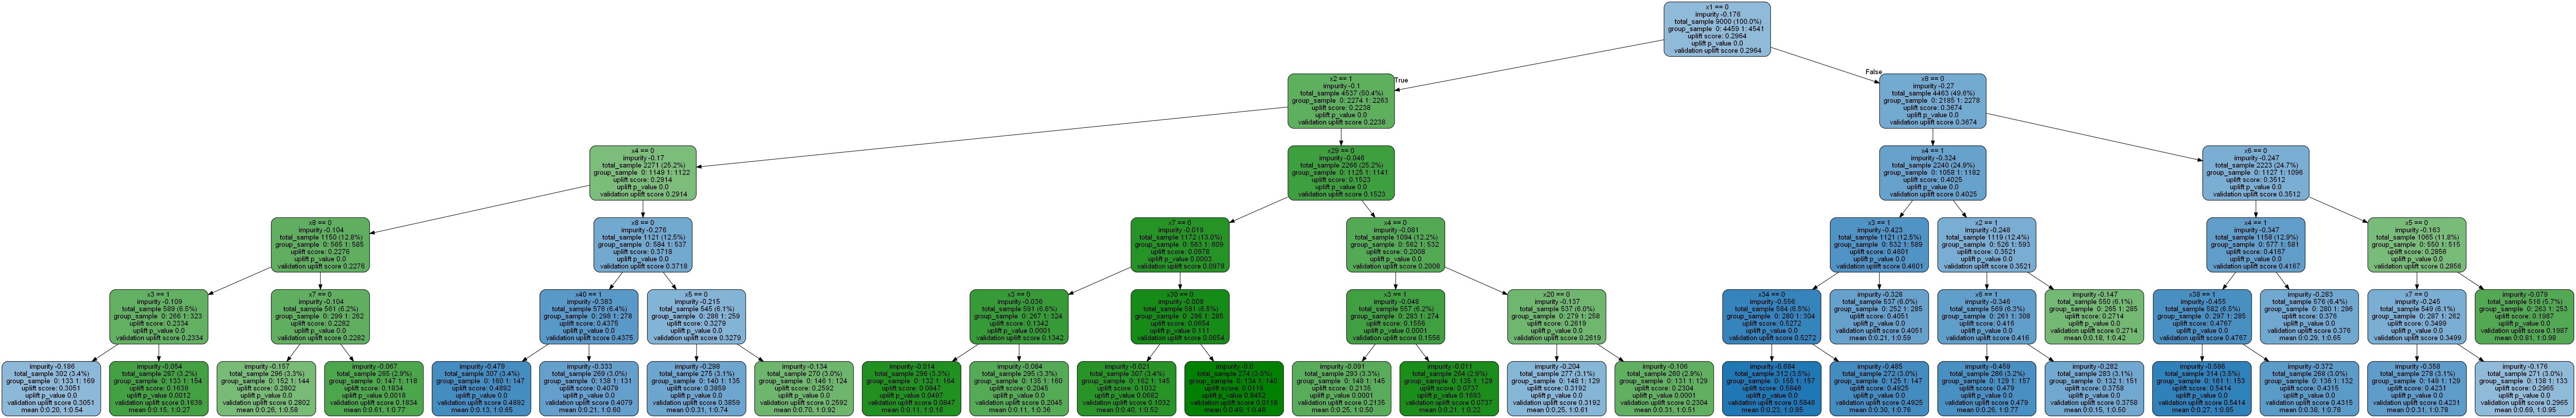 x1 == 0
impurity -0.176
total_sample 9000 (100.0%)
group_sample 0: 4459 1: 4541
uplift score: 0.2964
uplift p_value 0.0
validation uplift score 0.2964
True
False
x2 == 1
impurity -0.1
total_sample 4537 (50.4%)
group_sample 0: 2274 1: 2263
uplift score: 0.2238
uplift p_value 0.0
validation uplift score 0.2238
x8 == 0
impurity -0.27
total_sample 4463 (49.6%)
group_sample 0: 2185 1: 2278
uplift score: 0.3674
uplift p_value 0.0
validation uplift score 0.3674
x4 == 0
impurity -0.17
total_sample 2271 (25.2%)
group_sample 0: 1149 1: 1122
uplift score: 0.2914
uplift p_value 0.0
validation uplift score 0.2914
x29 == 0
impurity -0.046
total_sample 2266 (25.2%)
group_sample 0: 1125 1: 1141
uplift score: 0.1523
uplift p_value 0.0
validation uplift score 0.1523
x4 == 1
impurity -0.324
total_sample 2240 (24.9%)
group_sample 0: 1058 1: 1182
uplift score: 0.4025
uplift p_value 0.0
validation uplift score 0.4025
x6 == 0
impurity -0.247
total_sample 2223 (24.7%)
group_sample 0: 1127 1: 1096
uplift score: 0.3512
uplift p_value 0.0
validation uplift score 0.3512
x8 == 0
impurity -0.104
total_sample 1150 (12.8%)
group_sample 0: 565 1: 585
uplift score: 0.2276
uplift p_value 0.0
validation uplift score 0.2276
x8 == 0
impurity -0.276
total_sample 1121 (12.5%)
group_sample 0: 584 1: 537
uplift score: 0.3718
uplift p_value 0.0
validation uplift score 0.3718
x7 == 0
impurity -0.019
total_sample 1172 (13.0%)
group_sample 0: 563 1: 609
uplift score: 0.0978
uplift p_value 0.0003
validation uplift score 0.0978
x4 == 0
impurity -0.081
total_sample 1094 (12.2%)
group_sample 0: 562 1: 532
uplift score: 0.2008
uplift p_value 0.0
validation uplift score 0.2008
x3 == 1
impurity -0.423
total_sample 1121 (12.5%)
group_sample 0: 532 1: 589
uplift score: 0.4601
uplift p_value 0.0
validation uplift score 0.4601
x2 == 1
impurity -0.248
total_sample 1119 (12.4%)
group_sample 0: 526 1: 593
uplift score: 0.3521
uplift p_value 0.0
validation uplift score 0.3521
x4 == 1
impurity -0.347
total_sample 1158 (12.9%)
group_sample 0: 577 1: 581
uplift score: 0.4167
uplift p_value 0.0
validation uplift score 0.4167
x5 == 0
impurity -0.163
total_sample 1065 (11.8%)
group_sample 0: 550 1: 515
uplift score: 0.2856
uplift p_value 0.0
validation uplift score 0.2856
x3 == 1
impurity -0.109
total_sample 589 (6.5%)
group_sample 0: 266 1: 323
uplift score: 0.2334
uplift p_value 0.0
validation uplift score 0.2334
x7 == 0
impurity -0.104
total_sample 561 (6.2%)
group_sample 0: 299 1: 262
uplift score: 0.2282
uplift p_value 0.0
validation uplift score 0.2282
x40 == 1
impurity -0.383
total_sample 576 (6.4%)
group_sample 0: 298 1: 278
uplift score: 0.4375
uplift p_value 0.0
validation uplift score 0.4375
x5 == 0
impurity -0.215
total_sample 545 (6.1%)
group_sample 0: 286 1: 259
uplift score: 0.3279
uplift p_value 0.0
validation uplift score 0.3279
x3 == 0
impurity -0.036
total_sample 591 (6.6%)
group_sample 0: 267 1: 324
uplift score: 0.1342
uplift p_value 0.0001
validation uplift score 0.1342
x30 == 0
impurity -0.009
total_sample 581 (6.5%)
group_sample 0: 296 1: 285
uplift score: 0.0654
uplift p_value 0.111
validation uplift score 0.0654
x3 == 1
impurity -0.048
total_sample 557 (6.2%)
group_sample 0: 283 1: 274
uplift score: 0.1556
uplift p_value 0.0001
validation uplift score 0.1556
x20 == 0
impurity -0.137
total_sample 537 (6.0%)
group_sample 0: 279 1: 258
uplift score: 0.2619
uplift p_value 0.0
validation uplift score 0.2619
x34 == 0
impurity -0.556
total_sample 584 (6.5%)
group_sample 0: 280 1: 304
uplift score: 0.5272
uplift p_value 0.0
validation uplift score 0.5272
impurity -0.328
total_sample 537 (6.0%)
group_sample 0: 252 1: 285
uplift score: 0.4051
uplift p_value 0.0
validation uplift score 0.4051
mean 0:0.21, 1:0.59
x6 == 1
impurity -0.346
total_sample 569 (6.3%)
group_sample 0: 261 1: 308
uplift score: 0.416
uplift p_value 0.0
validation uplift score 0.416
impurity -0.147
total_sample 550 (6.1%)
group_sample 0: 265 1: 285
uplift score: 0.2714
uplift p_value 0.0
validation uplift score 0.2714
mean 0:0.18, 1:0.42
x38 == 1
impurity -0.455
total_sample 582 (6.5%)
group_sample 0: 297 1: 285
uplift score: 0.4767
uplift p_value 0.0
validation uplift score 0.4767
impurity -0.283
total_sample 576 (6.4%)
group_sample 0: 280 1: 296
uplift score: 0.376
uplift p_value 0.0
validation uplift score 0.376
mean 0:0.29, 1:0.65
x7 == 0
impurity -0.245
total_sample 549 (6.1%)
group_sample 0: 287 1: 262
uplift score: 0.3499
uplift p_value 0.0
validation uplift score 0.3499
impurity -0.079
total_sample 516 (5.7%)
group_sample 0: 263 1: 253
uplift score: 0.1987
uplift p_value 0.0
validation uplift score 0.1987
mean 0:0.81, 1:0.98
impurity -0.186
total_sample 302 (3.4%)
group_sample 0: 133 1: 169
uplift score: 0.3051
uplift p_value 0.0
validation uplift score 0.3051
mean 0:0.20, 1:0.54
impurity -0.054
total_sample 287 (3.2%)
group_sample 0: 133 1: 154
uplift score: 0.1639
uplift p_value 0.0012
validation uplift score 0.1639
mean 0:0.15, 1:0.27
impurity -0.157
total_sample 296 (3.3%)
group_sample 0: 152 1: 144
uplift score: 0.2802
uplift p_value 0.0
validation uplift score 0.2802
mean 0:0.26, 1:0.58
impurity -0.067
total_sample 265 (2.9%)
group_sample 0: 147 1: 118
uplift score: 0.1834
uplift p_value 0.0018
validation uplift score 0.1834
mean 0:0.61, 1:0.77
impurity -0.479
total_sample 307 (3.4%)
group_sample 0: 160 1: 147
uplift score: 0.4892
uplift p_value 0.0
validation uplift score 0.4892
mean 0:0.13, 1:0.65
impurity -0.333
total_sample 269 (3.0%)
group_sample 0: 138 1: 131
uplift score: 0.4079
uplift p_value 0.0
validation uplift score 0.4079
mean 0:0.21, 1:0.60
impurity -0.298
total_sample 275 (3.1%)
group_sample 0: 140 1: 135
uplift score: 0.3859
uplift p_value 0.0
validation uplift score 0.3859
mean 0:0.31, 1:0.74
impurity -0.134
total_sample 270 (3.0%)
group_sample 0: 146 1: 124
uplift score: 0.2592
uplift p_value 0.0
validation uplift score 0.2592
mean 0:0.70, 1:0.92
impurity -0.014
total_sample 296 (3.3%)
group_sample 0: 132 1: 164
uplift score: 0.0847
uplift p_value 0.0497
validation uplift score 0.0847
mean 0:0.11, 1:0.16
impurity -0.084
total_sample 295 (3.3%)
group_sample 0: 135 1: 160
uplift score: 0.2045
uplift p_value 0.0
validation uplift score 0.2045
mean 0:0.11, 1:0.36
impurity -0.021
total_sample 307 (3.4%)
group_sample 0: 162 1: 145
uplift score: 0.1032
uplift p_value 0.0682
validation uplift score 0.1032
mean 0:0.40, 1:0.52
impurity -0.0
total_sample 274 (3.0%)
group_sample 0: 134 1: 140
uplift score: 0.0118
uplift p_value 0.8452
validation uplift score 0.0118
mean 0:0.49, 1:0.46
impurity -0.091
total_sample 293 (3.3%)
group_sample 0: 148 1: 145
uplift score: 0.2135
uplift p_value 0.0001
validation uplift score 0.2135
mean 0:0.25, 1:0.50
impurity -0.011
total_sample 264 (2.9%)
group_sample 0: 135 1: 129
uplift score: 0.0737
uplift p_value 0.1693
validation uplift score 0.0737
mean 0:0.21, 1:0.22
impurity -0.204
total_sample 277 (3.1%)
group_sample 0: 148 1: 129
uplift score: 0.3192
uplift p_value 0.0
validation uplift score 0.3192
mean 0:0.25, 1:0.61
impurity -0.106
total_sample 260 (2.9%)
group_sample 0: 131 1: 129
uplift score: 0.2304
uplift p_value 0.0001
validation uplift score 0.2304
mean 0:0.31, 1:0.51
impurity -0.684
total_sample 312 (3.5%)
group_sample 0: 155 1: 157
uplift score: 0.5846
uplift p_value 0.0
validation uplift score 0.5846
mean 0:0.23, 1:0.85
impurity -0.485
total_sample 272 (3.0%)
group_sample 0: 125 1: 147
uplift score: 0.4925
uplift p_value 0.0
validation uplift score 0.4925
mean 0:0.30, 1:0.76
impurity -0.459
total_sample 286 (3.2%)
group_sample 0: 129 1: 157
uplift score: 0.479
uplift p_value 0.0
validation uplift score 0.479
mean 0:0.26, 1:0.77
impurity -0.282
total_sample 283 (3.1%)
group_sample 0: 132 1: 151
uplift score: 0.3758
uplift p_value 0.0
validation uplift score 0.3758
mean 0:0.15, 1:0.50
impurity -0.586
total_sample 314 (3.5%)
group_sample 0: 161 1: 153
uplift score: 0.5414
uplift p_value 0.0
validation uplift score 0.5414
mean 0:0.27, 1:0.85
impurity -0.372
total_sample 268 (3.0%)
group_sample 0: 136 1: 132
uplift score: 0.4315
uplift p_value 0.0
validation uplift score 0.4315
mean 0:0.38, 1:0.78
impurity -0.358
total_sample 278 (3.1%)
group_sample 0: 149 1: 129
uplift score: 0.4231
uplift p_value 0.0
validation uplift score 0.4231
mean 0:0.31, 1:0.78
impurity -0.176
total_sample 271 (3.0%)
group_sample 0: 138 1: 133
uplift score: 0.2965
uplift p_value 0.0
validation uplift score 0.2965
mean 0:0.61, 1:0.95